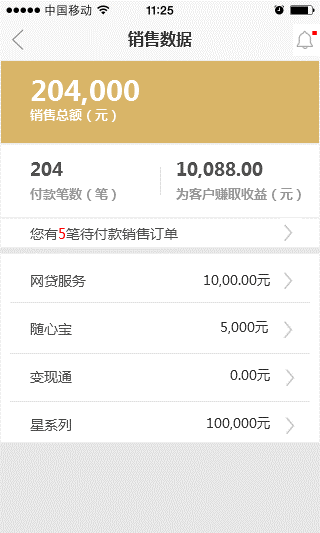 中国移动 11:25
销售数据
204,000
销售总额（元）
204 10,088.00
付款笔数（笔） 为客户赚取收益（元）
您有5笔待付款销售订单
网贷服务 10,00.00元
随心宝 5,000元
变现通 0.00元
星系列 100,000元